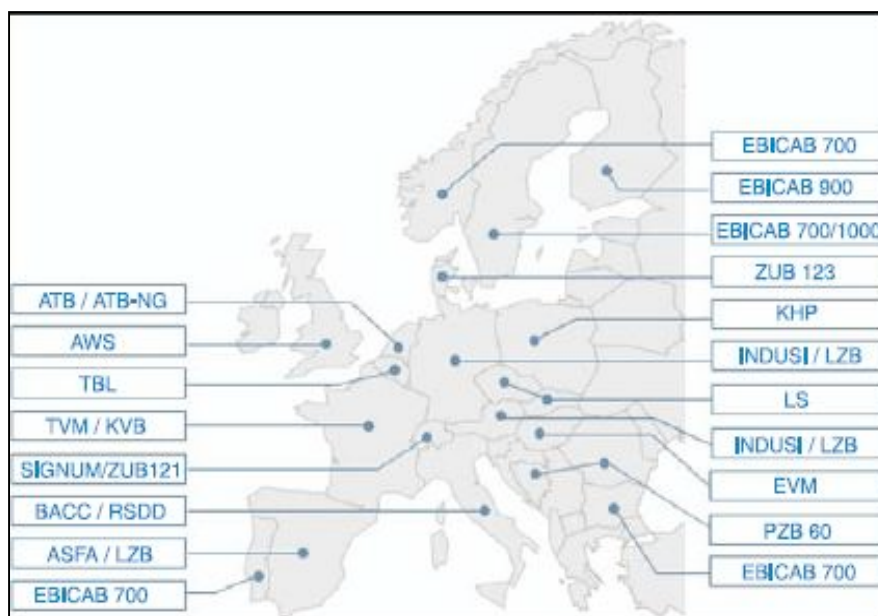 ATB / ATB-NG
AWS
TBL
TVM / KVB
SIGNUM/ZUB121
BACC / RSDD
ASFA / LZB
EBICAB 700
EBICAB 700
EBICAB 900
EBICAB 700/1000
ZUB 123
KHP
INDUSI / LZB
LS
INDUSI / LZB
EVM
PZB 60
EBICAB 700